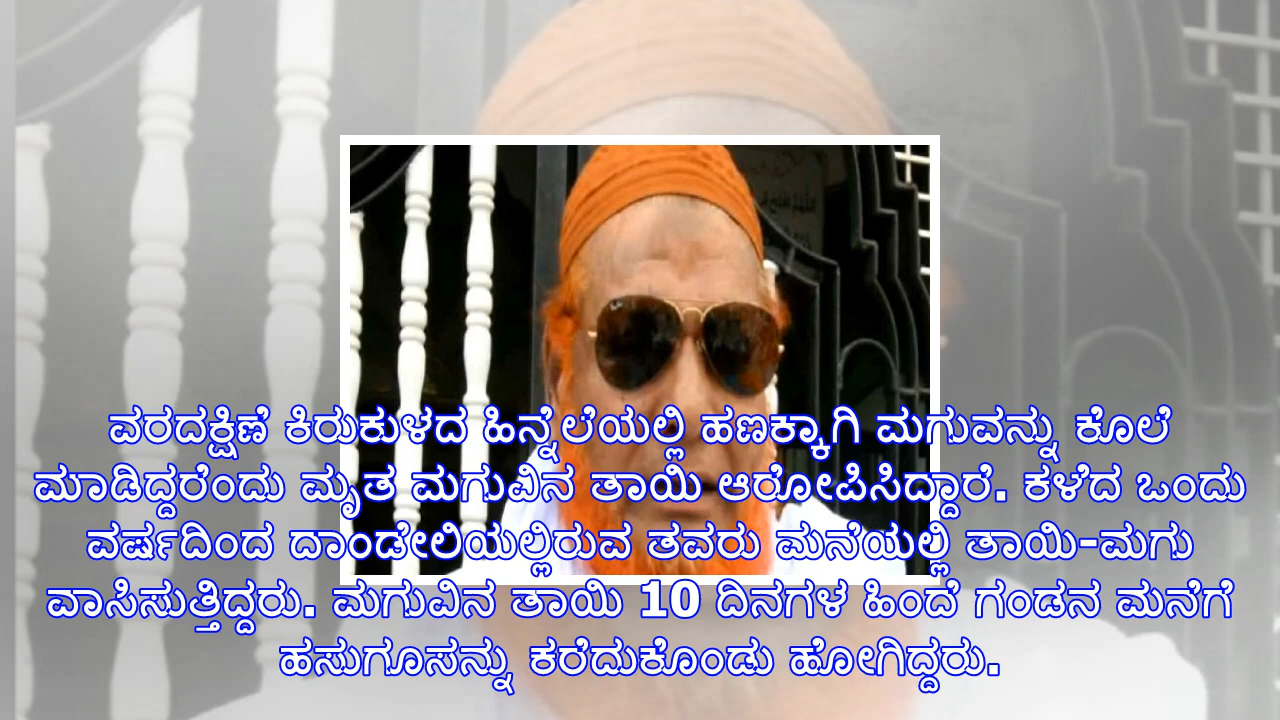 ವರದಕ್ಷಿಣೆ ಕಿರುಕುಳದ ಹಿನ್ನೆಲೆಯಲ್ಲಿ ಹಣಕ್ಕಾಗಿ ಮಗುವನ್ನು ಕೊಲೆ
ಮಾಡಿದ್ದರೆಂದು ಮೃತ ಮಗುವಿನ ತಾಯಿ ಆರೋಪಿಸಿದ್ದಾರೆ. ಕಳೆದ ಒಂದು
ವರ್ಷದಿಂದ ದಾಂಡೇಲಿಯಲ್ಲಿರುವ ತವರು ಮನೆಯಲ್ಲಿ ತಾಯಿ-ಮಗು
ವಾಸಿಸುತ್ತಿದ್ದರು. ಮಗುವಿನ ತಾಯಿ 10 ದಿನಗಳ ಹಿಂದೆ ಗಂಡನ ಮನೆಗೆ
ಹಸುಗೂಸನ್ನು ಕರೆದುಕೊಂಡು ಹೋಗಿದ್ದರು.